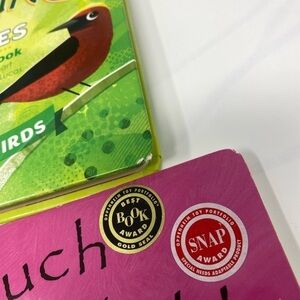 ES
ook
BIRDS
OPPENHEIM TOY PORTFOLIO
BEST
BOOK
AWARD
GOLD SEAL
OPPENHEIM TOY PORTFOLIO
SNAP
AWARD
SPECIAL NEEDS ADAPTABLE PRODUCT
uch